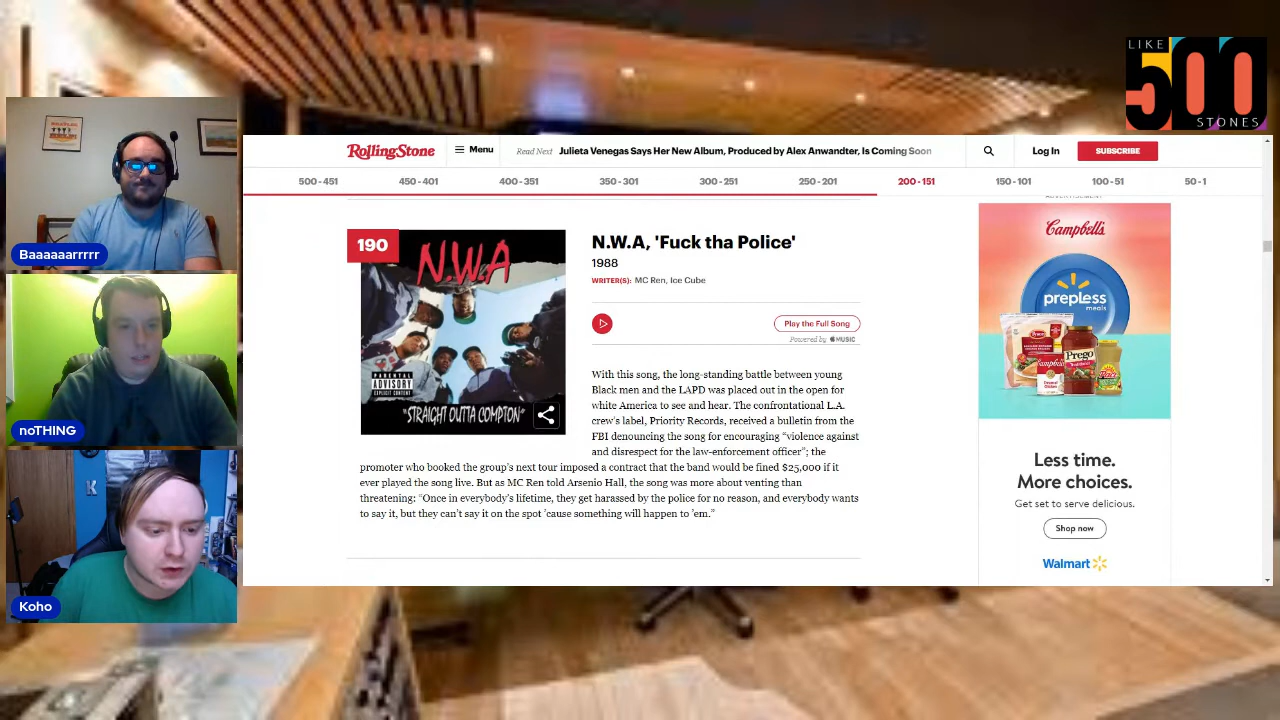 LIKE
500
STONES
Baaaaaarrrrr
noTHING
K
Koho
RollingStone
Menu
Read Next Julieta Venegas Says Her New Album, Produced by Alex Anwandter, Is Coming Soon
Log In
SUBSCRIBE
500 - 451
450 - 401
400 - 351
350 - 301
300 - 251
250 - 201
200 - 151
150 - 101
100 - 51
50 - 1
190
N.W.A
PARENTAL
ADVISORY
EXPLICIT CONTENT
"STRAIGHT OUTTA COMPTON"
N.W.A, 'Fuck tha Police'
1988
WRITER(S): MC Ren, Ice Cube
Play the Full Song
Powered by MUSIC
With this song, the long-standing battle between young
Black men and the LAPD was placed out in the open for
white America to see and hear. The confrontational L.A.
crew's label, Priority Records, received a bulletin from the
FBI denouncing the song for encouraging “violence against
and disrespect for the law-enforcement officer”; the
promoter who booked the group's next tour imposed a contract that the band would be fined $25,000 if it
ever played the song live. But as MC Ren told Arsenio Hall, the song was more about venting than
threatening: “Once in everybody's lifetime, they get harassed by the police for no reason, and everybody wants
to say it, but they can't say it on the spot 'cause something will happen to 'em.”
ADVERTISEMENT
Campbell's
prepless
meals
Prego
Less time.
More choices.
Get set to serve delicious.
Shop now
Walmart